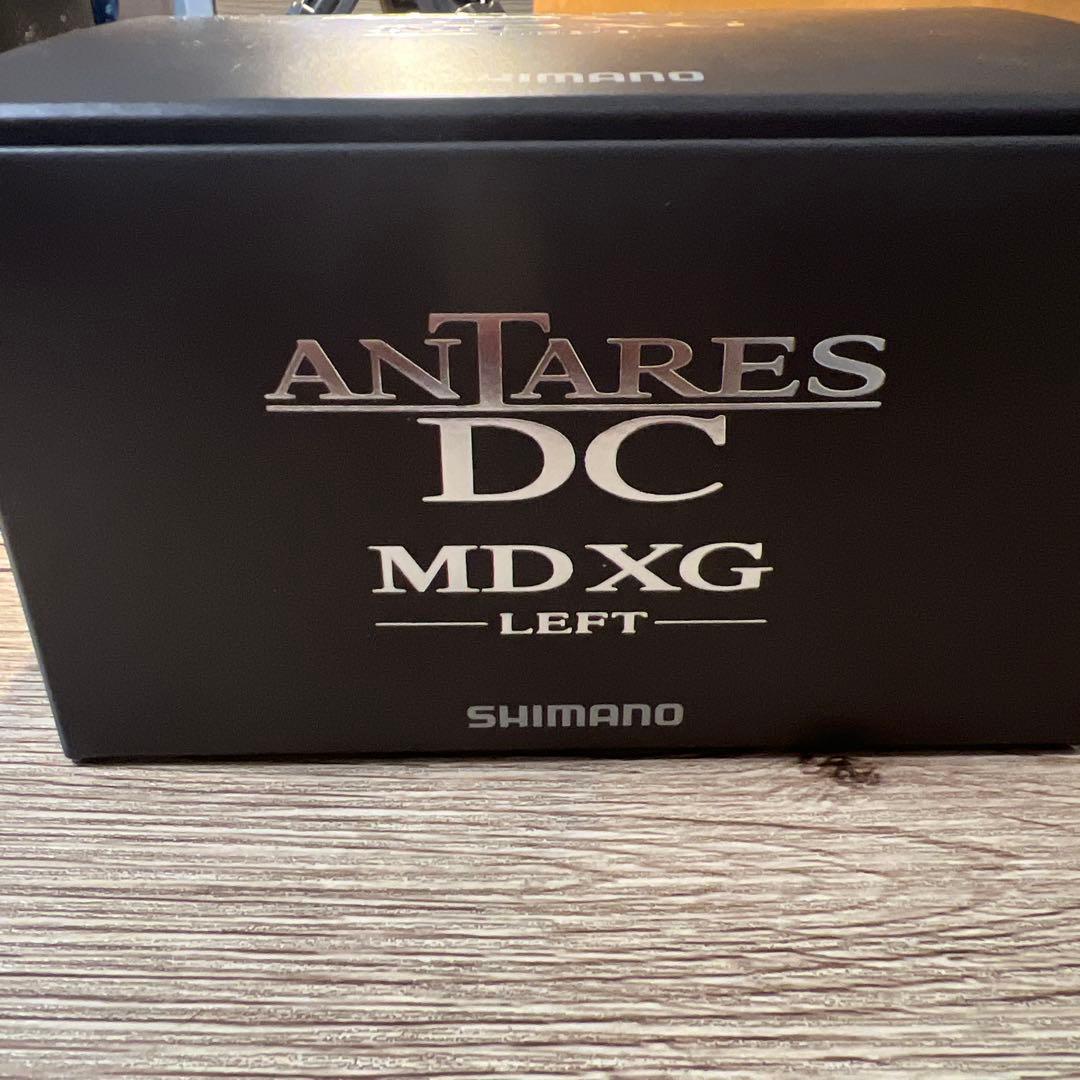 SHIMANO
ANTARES
DC
MD XG
LEFT
SHIMANO